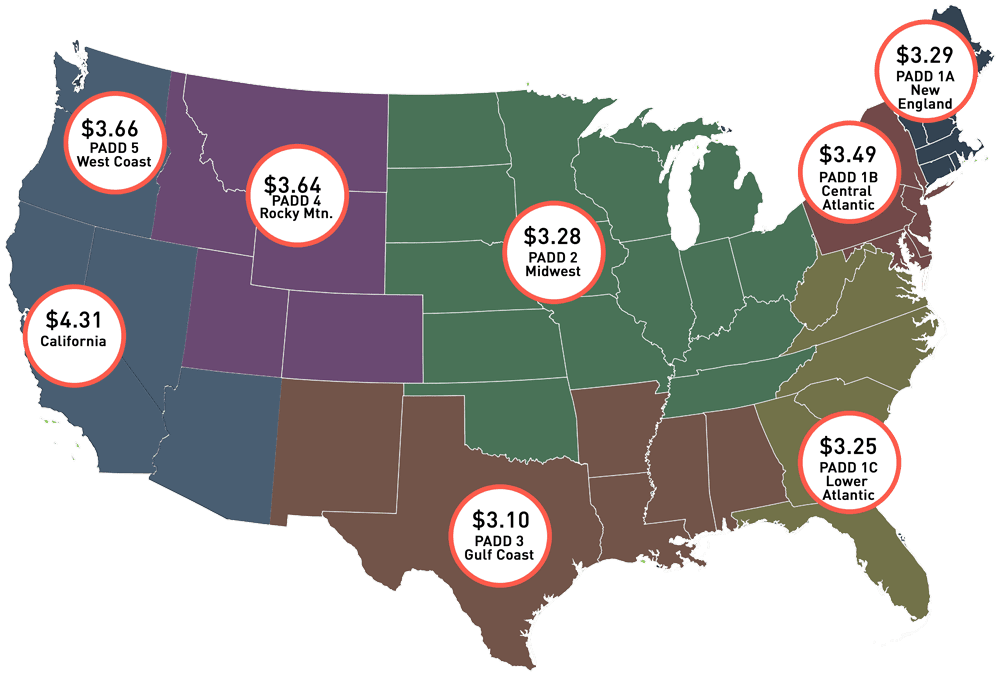 $3.29
PADD 1A
New
England
$3.66
PADD 5
West Coast
$3.49
PADD 1B
Central
Atlantic
$3.64
PADD 4
Rocky Mtn.
$3.28
PADD 2
Midwest
$4.31
California
$3.25
PADD 1C
Lower
Atlantic
$3.10
PADD 3
Gulf Coast